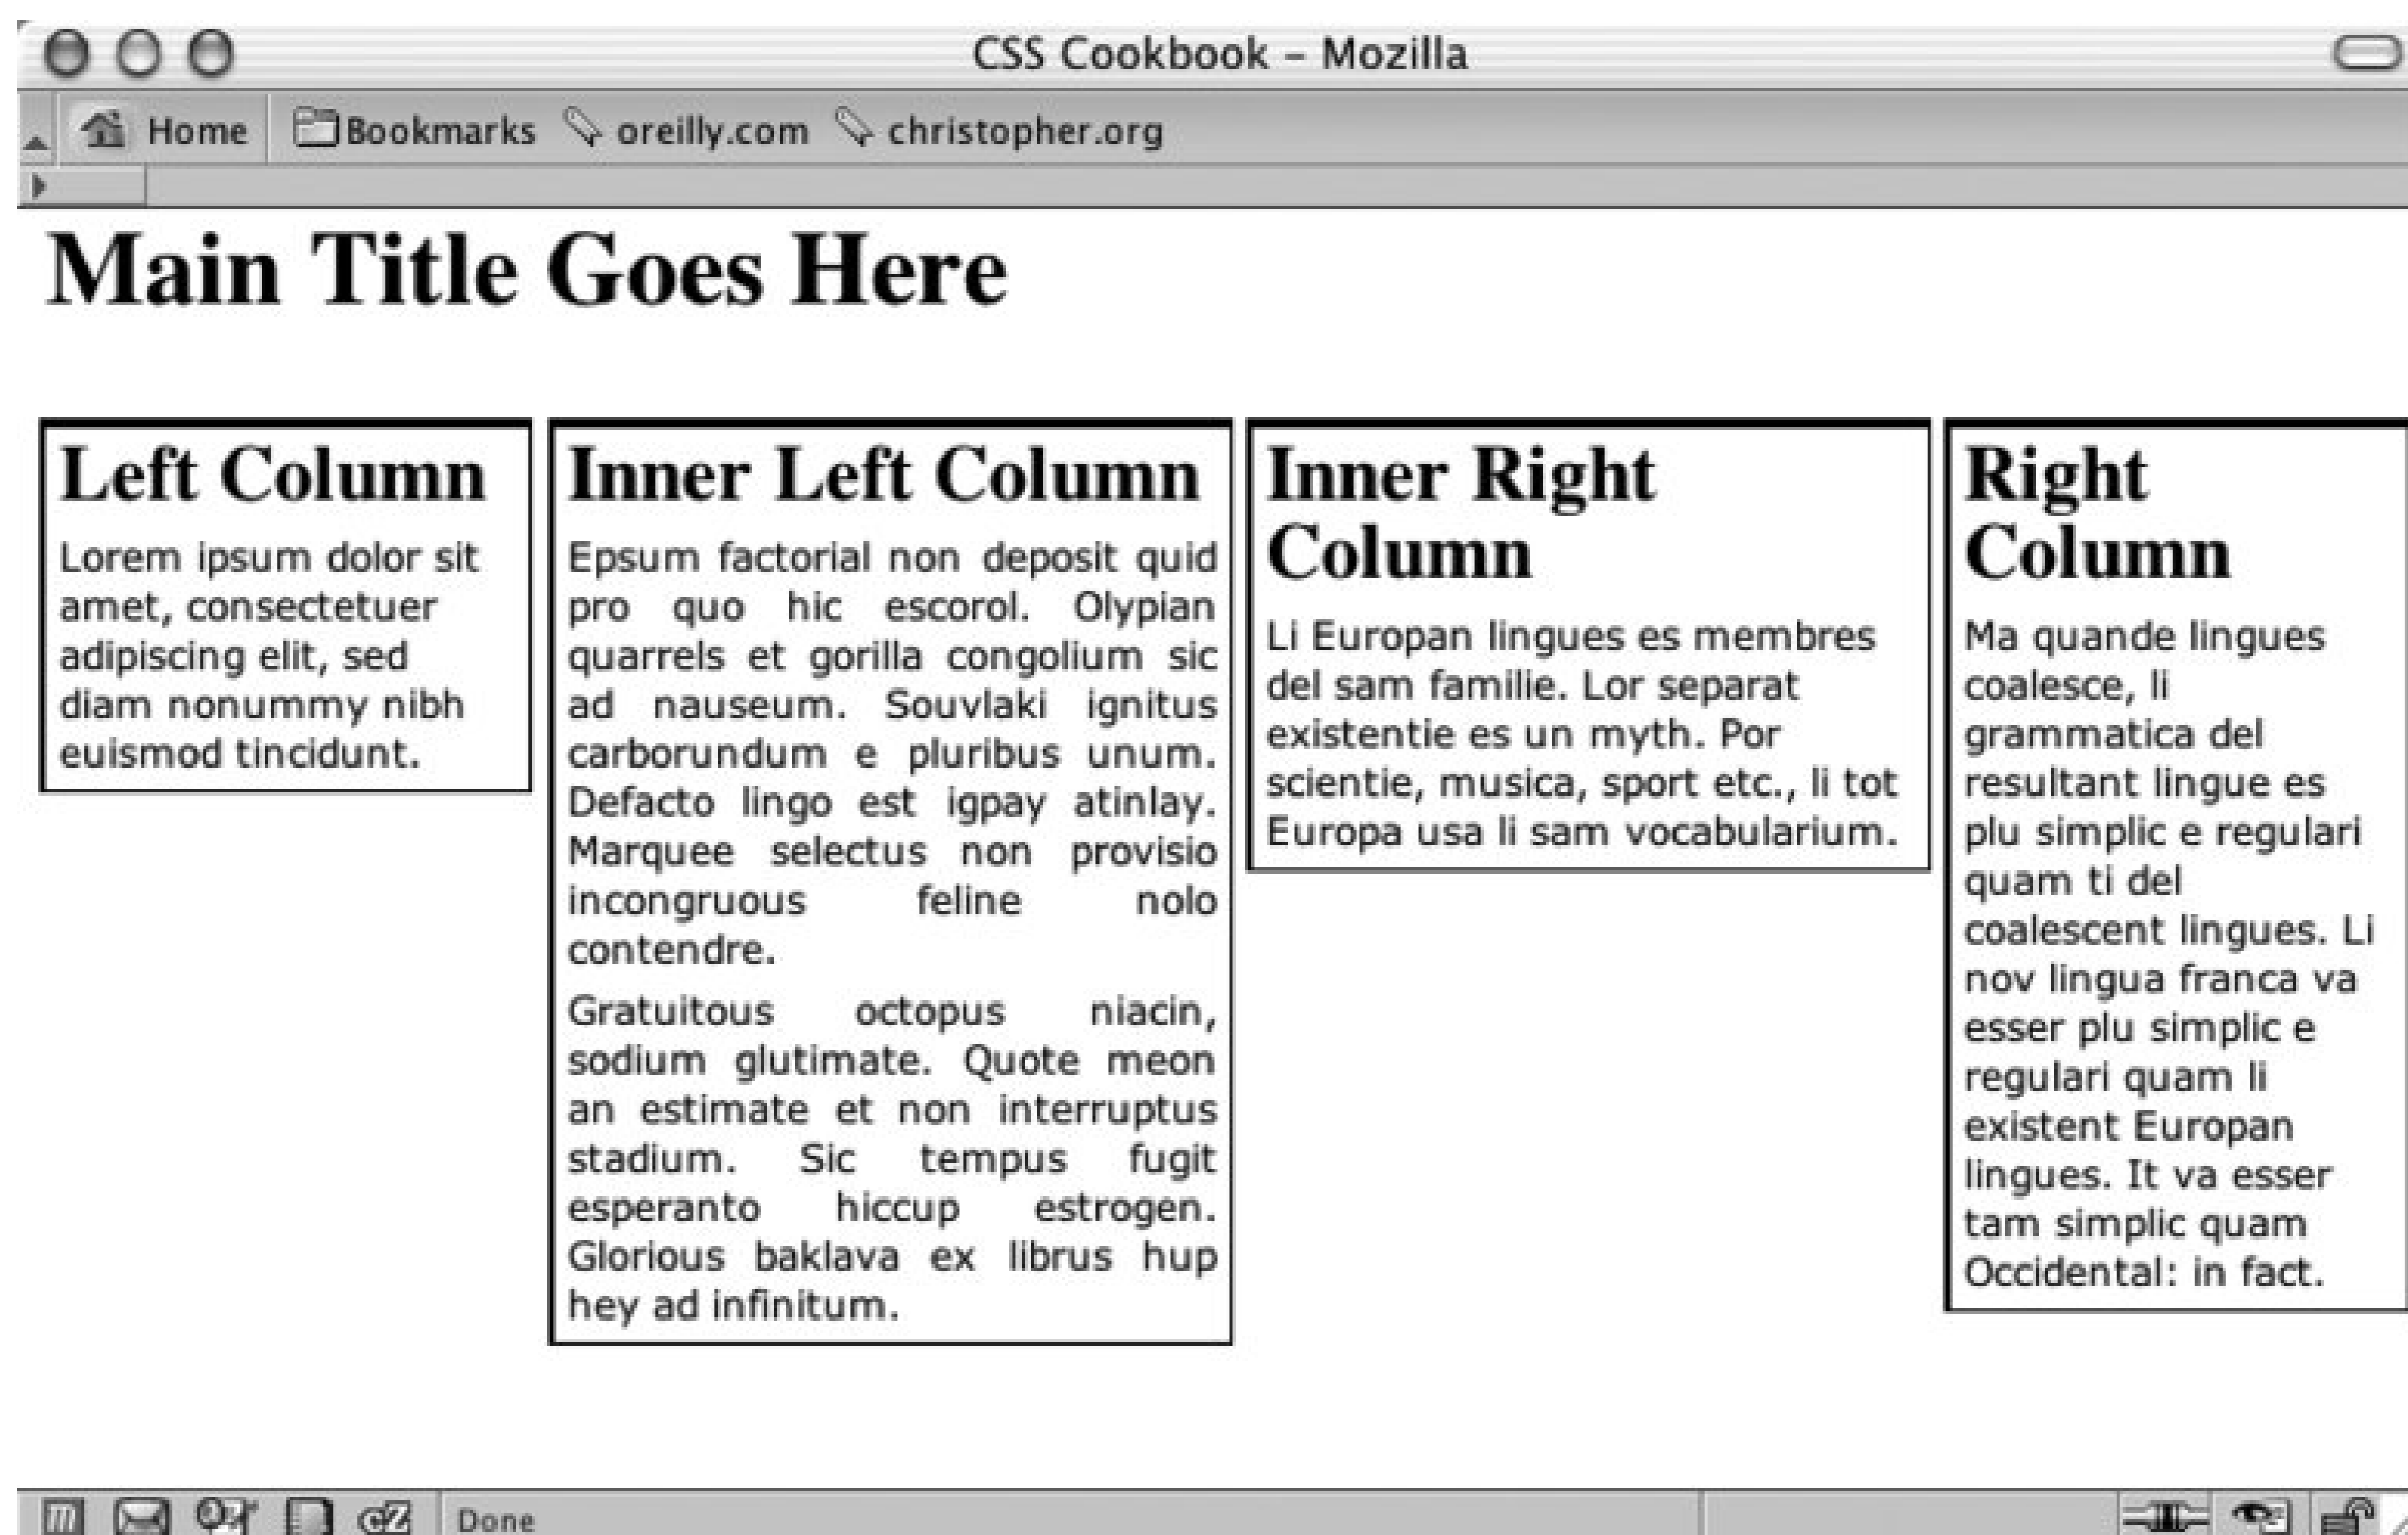 CSS Cookbook – Mozilla
Home Bookmarks oreilly.com christopher.org
Main Title Goes Here
Left Column
Lorem ipsum dolor sit
amet, consectetuer
adipiscing elit, sed
diam nonummy nibh
euismod tincidunt.
Inner Left Column
Epsum factorial non deposit quid
pro quo hic escorol. Olypian
quarrels et gorilla congolium sic
ad nauseum. Souvlaki ignitus
carborundum e pluribus unum.
Defacto lingo est igpay atinlay.
Marquee selectus non provisio
incongruous feline nolo
contendre.
Gratuitous octopus niacin,
sodium glutimate. Quote meon
an estimate et non interruptus
stadium. Sic tempus fugit
esperanto hiccup estrogen.
Glorious baklava ex librus hup
hey ad infinitum.
Inner Right
Column
Li Europan lingues es membres
del sam familie. Lor separat
existentie es un myth. Por
scientie, musica, sport etc., li tot
Europa usa li sam vocabularium.
Right
Column
Ma quande lingues
coalesce, li
grammatica del
resultant lingue es
plu simplic e regulari
quam ti del
coalescent lingues. Li
nov lingua franca va
esser plu simplic e
regulari quam li
existent Europan
lingues. It va esser
tam simplic quam
Occidental: in fact.
Done